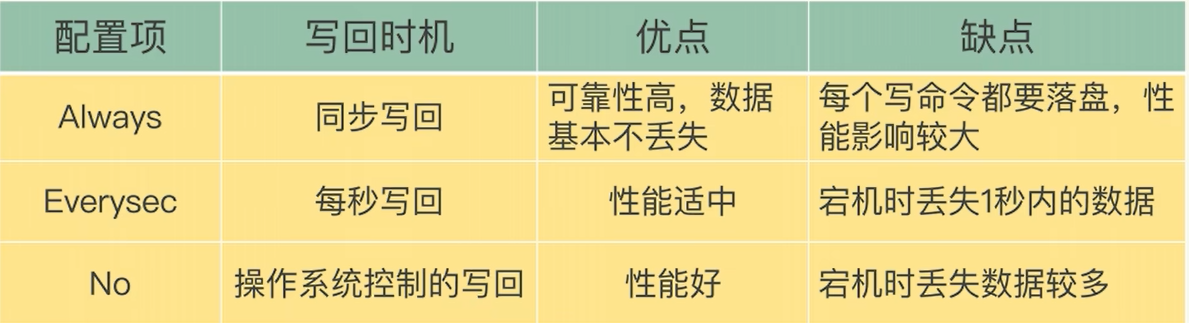 配置项 写回时机 优点 缺点
Always 同步写回 可靠性高，数据基本不丢失 每个写命令都要落盘，性能影响较大
Everysec 每秒写回 性能适中 宕机时丢失1秒内的数据
No 操作系统控制的写回 性能好 宕机时丢失数据较多